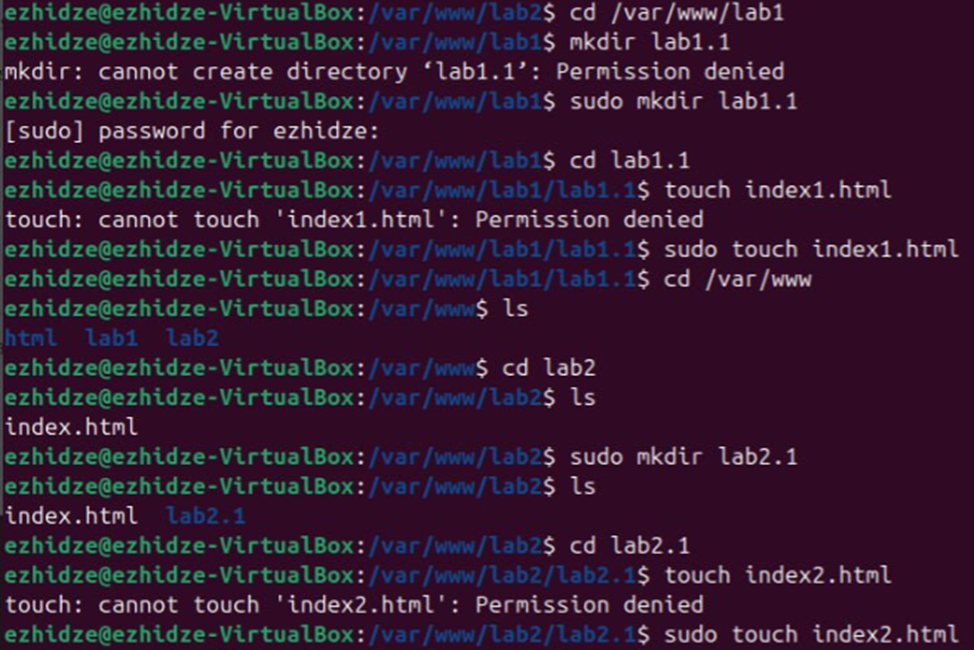 ezhidze@ezhidze-VirtualBox:/var/www/lab2$ cd /var/www/lab1
ezhidze@ezhidze-VirtualBox:/var/www/lab1$ mkdir lab1.1
mkdir: cannot create directory ‘lab1.1’: Permission denied
ezhidze@ezhidze-VirtualBox:/var/www/lab1$ sudo mkdir lab1.1
[sudo] password for ezhidze:
ezhidze@ezhidze-VirtualBox:/var/www/lab1$ cd lab1.1
ezhidze@ezhidze-VirtualBox:/var/www/lab1/lab1.1$ touch index1.html
touch: cannot touch 'index1.html': Permission denied
ezhidze@ezhidze-VirtualBox:/var/www/lab1/lab1.1$ sudo touch index1.html
ezhidze@ezhidze-VirtualBox:/var/www/lab1/lab1.1$ cd /var/www
ezhidze@ezhidze-VirtualBox:/var/www$ ls
html  lab1  lab2
ezhidze@ezhidze-VirtualBox:/var/www$ cd lab2
ezhidze@ezhidze-VirtualBox:/var/www/lab2$ ls
index.html
ezhidze@ezhidze-VirtualBox:/var/www/lab2$ sudo mkdir lab2.1
ezhidze@ezhidze-VirtualBox:/var/www/lab2$ ls
index.html  lab2.1
ezhidze@ezhidze-VirtualBox:/var/www/lab2$ cd lab2.1
ezhidze@ezhidze-VirtualBox:/var/www/lab2/lab2.1$ touch index2.html
touch: cannot touch 'index2.html': Permission denied
ezhidze@ezhidze-VirtualBox:/var/www/lab2/lab2.1$ sudo touch index2.html